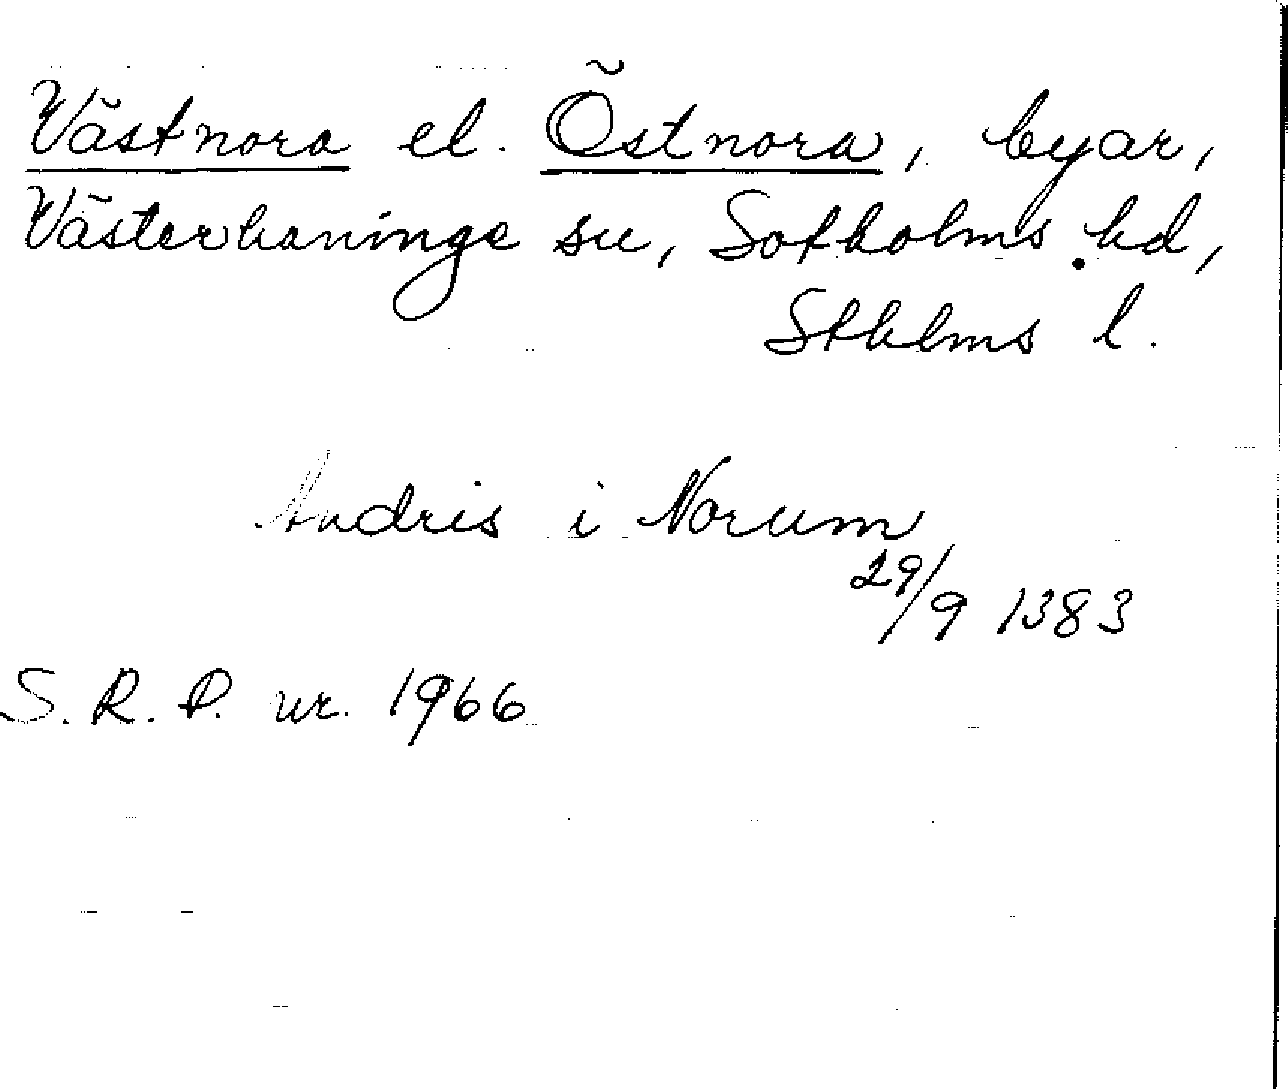 Västnora el. Östnora, byar,
Västerhaninge sn, Sotholms hd,
Sthlms l.
Andris i Norum
29/9 1383
S.R.P. nr. 1966